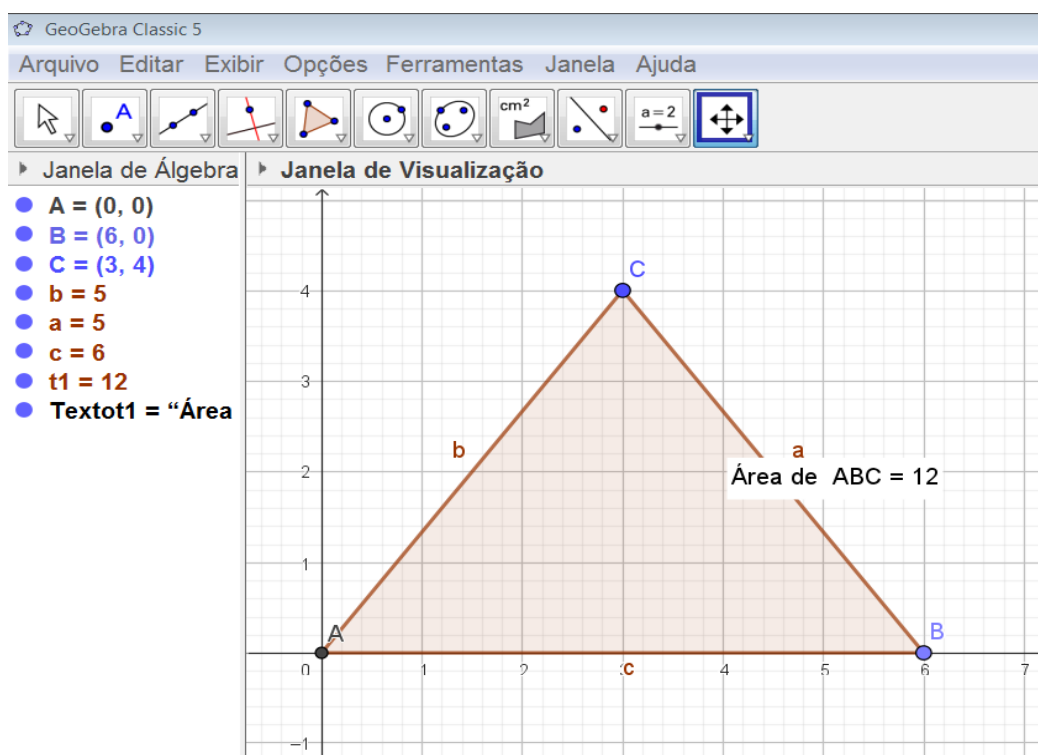 GeoGebra Classic 5
Arquivo Editar Exibir Opções Ferramentas Janela Ajuda
A
cm²
a = 2
Janela de Álgebra
Janela de Visualização
A = (0, 0)
B = (6, 0)
C = (3, 4)
b = 5
a = 5
c = 6
t1 = 12
Textot1 = “Área
C
4
3
b
a
2
Área de ABC = 12
1
A
B
0 1 2 c 4 5 6 7
–1